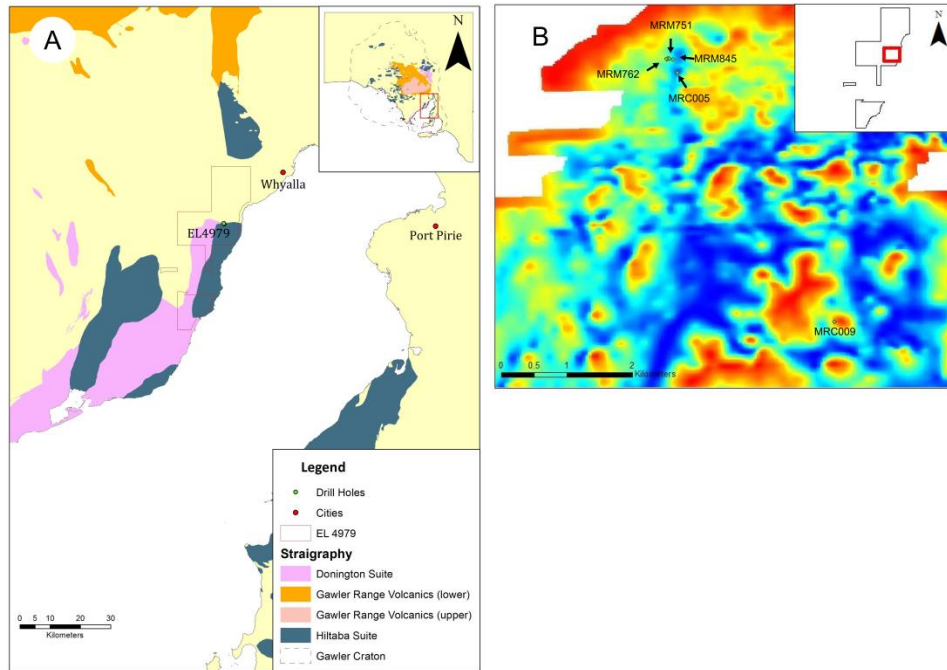 A
N
Whyalla
EL4979
Port Pirie
Legend
Drill Holes
Cities
EL 4979
Straigraphy
Donington Suite
Gawler Range Volcanics (lower)
Gawler Range Volcanics (upper)
Hiltaba Suite
Gawler Craton
0 5 10 20 30
Kilometers
B
N
MRM751
MRM845
MRM762
MRC005
MRC009
0 0.5 1 2
Kilometers